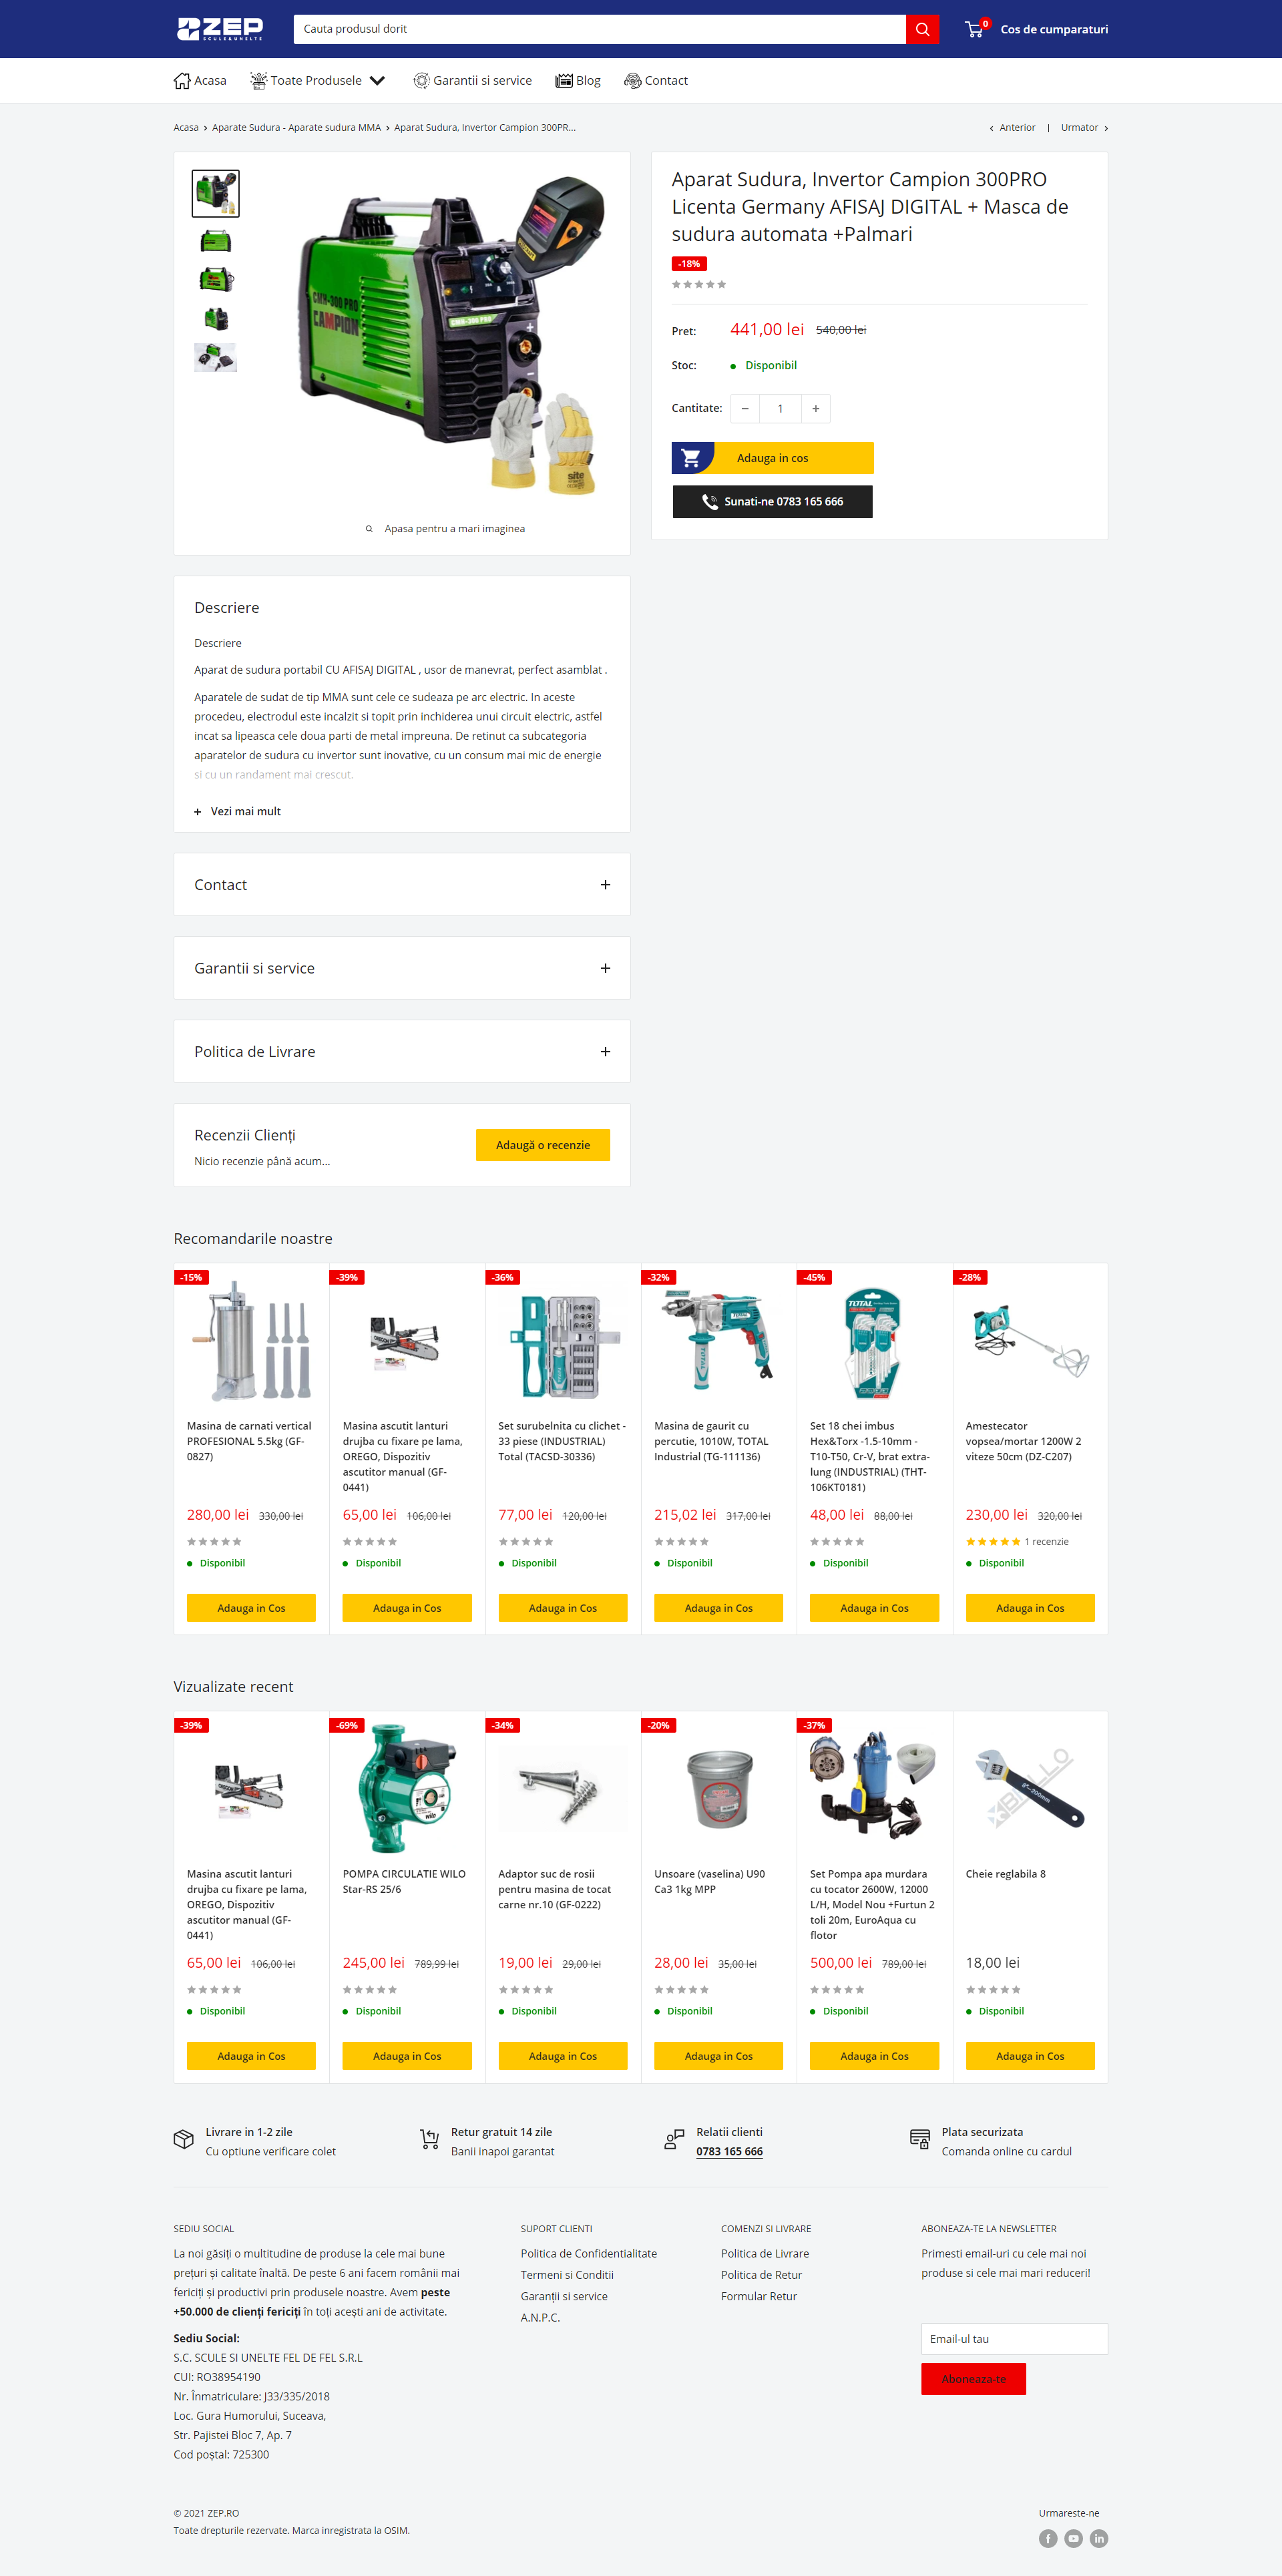 ZEP
SCULE&UNELTE
Cauta produsul dorit
0
Cos de cumparaturi
Acasa
Toate Produsele
Garantii si service
Blog
Contact
Acasa › Aparate Sudura - Aparate sudura MMA › Aparat Sudura, Invertor Campion 300PR...
‹ Anterior | Urmator ›
CMH-300 PRO
CAMPION
CMH-300 PRO
site
Apasa pentru a mari imaginea
Aparat Sudura, Invertor Campion 300PRO
Licenta Germany AFISAJ DIGITAL + Masca de
sudura automata +Palmari
-18%
Pret: 441,00 lei 540,00 lei
Stoc: Disponibil
Cantitate: − 1 +
Adauga in cos
Sunati-ne 0783 165 666
Descriere
Descriere
Aparat de sudura portabil CU AFISAJ DIGITAL , usor de manevrat, perfect asamblat .
Aparatele de sudat de tip MMA sunt cele ce sudeaza pe arc electric. In aceste
procedeu, electrodul este incalzit si topit prin inchiderea unui circuit electric, astfel
incat sa lipeasca cele doua parti de metal impreuna. De retinut ca subcategoria
aparatelor de sudura cu invertor sunt inovative, cu un consum mai mic de energie
si cu un randament mai crescut.
+ Vezi mai mult
Contact +
Garantii si service +
Politica de Livrare +
Recenzii Clienți
Nicio recenzie până acum...
Adaugă o recenzie
Recomandarile noastre
-15%
Masina de carnati vertical
PROFESIONAL 5.5kg (GF-
0827)
280,00 lei 330,00 lei
Disponibil
Adauga in Cos
-39%
Masina ascutit lanturi
drujba cu fixare pe lama,
OREGO, Dispozitiv
ascutitor manual (GF-
0441)
65,00 lei 106,00 lei
Disponibil
Adauga in Cos
-36%
Set surubelnita cu clichet -
33 piese (INDUSTRIAL)
Total (TACSD-30336)
77,00 lei 120,00 lei
Disponibil
Adauga in Cos
-32%
Masina de gaurit cu
percutie, 1010W, TOTAL
Industrial (TG-111136)
215,02 lei 317,00 lei
Disponibil
Adauga in Cos
-45%
TOTAL
Set 18 chei imbus
Hex&Torx -1.5-10mm -
T10-T50, Cr-V, brat extra-
lung (INDUSTRIAL) (THT-
106KT0181)
48,00 lei 88,00 lei
Disponibil
Adauga in Cos
-28%
Amestecator
vopsea/mortar 1200W 2
viteze 50cm (DZ-C207)
230,00 lei 320,00 lei
1 recenzie
Disponibil
Adauga in Cos
Vizualizate recent
-39%
Masina ascutit lanturi
drujba cu fixare pe lama,
OREGO, Dispozitiv
ascutitor manual (GF-
0441)
65,00 lei 106,00 lei
Disponibil
Adauga in Cos
-69%
wilo
POMPA CIRCULATIE WILO
Star-RS 25/6
245,00 lei 789,99 lei
Disponibil
Adauga in Cos
-34%
Adaptor suc de rosii
pentru masina de tocat
carne nr.10 (GF-0222)
19,00 lei 29,00 lei
Disponibil
Adauga in Cos
-20%
Unsoare (vaselina) U90
Ca3 1kg MPP
28,00 lei 35,00 lei
Disponibil
Adauga in Cos
-37%
Set Pompa apa murdara
cu tocator 2600W, 12000
L/H, Model Nou +Furtun 2
toli 20m, EuroAqua cu
flotor
500,00 lei 789,00 lei
Disponibil
Adauga in Cos
8"-200mm
Cheie reglabila 8
18,00 lei
Disponibil
Adauga in Cos
Livrare in 1-2 zile
Cu optiune verificare colet
Retur gratuit 14 zile
Banii inapoi garantat
Relatii clienti
0783 165 666
Plata securizata
Comanda online cu cardul
SEDIU SOCIAL
La noi găsiți o multitudine de produse la cele mai bune
prețuri și calitate înaltă. De peste 6 ani facem românii mai
fericiți și productivi prin produsele noastre. Avem peste
+50.000 de clienți fericiți în toți acești ani de activitate.
Sediu Social:
S.C. SCULE SI UNELTE FEL DE FEL S.R.L
CUI: RO38954190
Nr. Înmatriculare: J33/335/2018
Loc. Gura Humorului, Suceava,
Str. Pajistei Bloc 7, Ap. 7
Cod poștal: 725300
SUPORT CLIENTI
Politica de Confidentialitate
Termeni si Conditii
Garanții si service
A.N.P.C.
COMENZI SI LIVRARE
Politica de Livrare
Politica de Retur
Formular Retur
ABONEAZA-TE LA NEWSLETTER
Primesti email-uri cu cele mai noi
produse si cele mai mari reduceri!
Email-ul tau
Aboneaza-te
© 2021 ZEP.RO
Toate drepturile rezervate. Marca inregistrata la OSIM.
Urmareste-ne